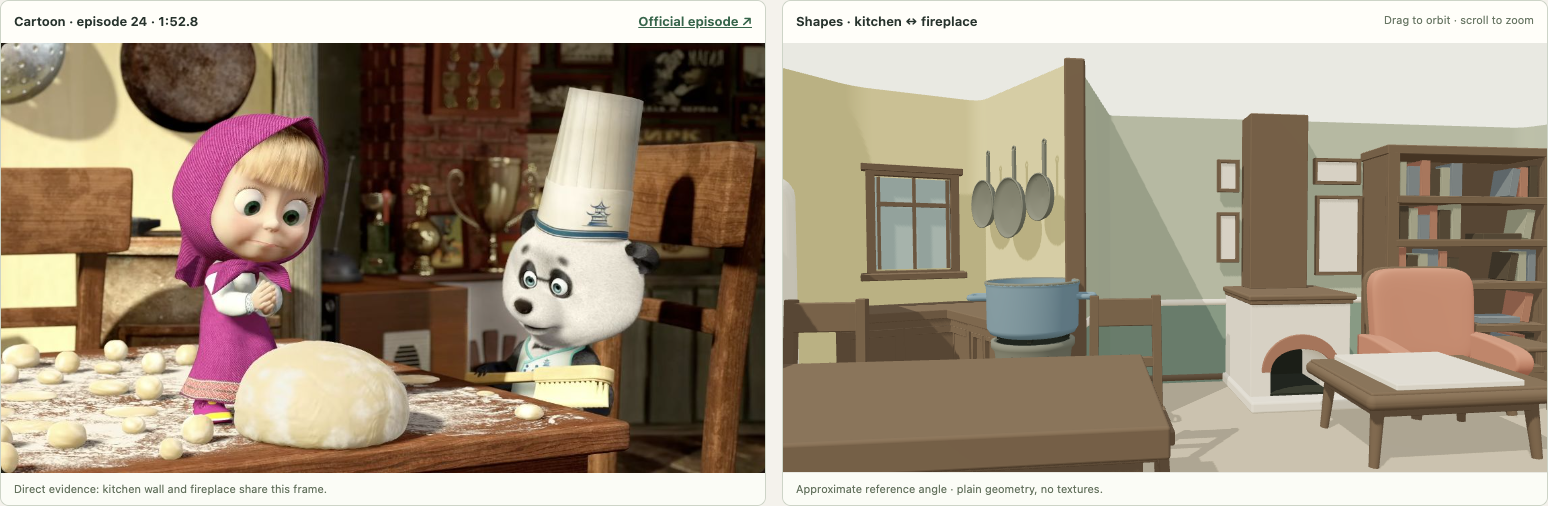 Cartoon · episode 24 · 1:52.8
Official episode ↗
Shapes · kitchen ↔ fireplace
Drag to orbit · scroll to zoom
Direct evidence: kitchen wall and fireplace share this frame.
Approximate reference angle · plain geometry, no textures.